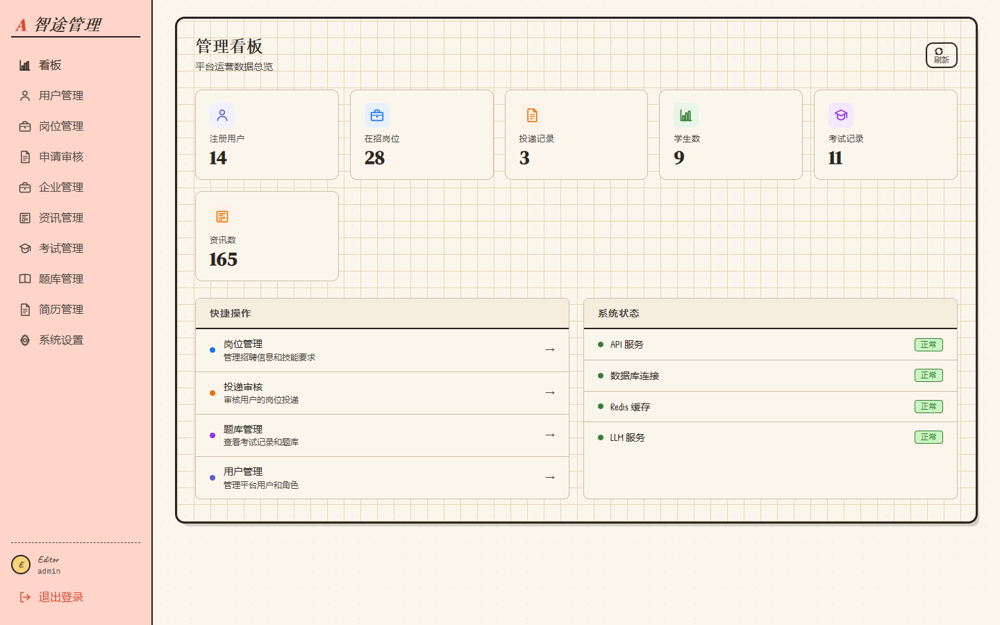 A 智途管理
看板
用户管理
岗位管理
申请审核
企业管理
资讯管理
考试管理
题库管理
简历管理
系统设置
E
Editor
admin
退出登录
管理看板
平台运营数据总览
刷新
注册用户
14
在招岗位
28
投递记录
3
学生数
9
考试记录
11
资讯数
165
快捷操作
岗位管理
管理招聘信息和技能要求
→
投递审核
审核用户的岗位投递
→
题库管理
查看考试记录和题库
→
用户管理
管理平台用户和角色
→
系统状态
API 服务
正常
数据库连接
正常
Redis 缓存
正常
LLM 服务
正常